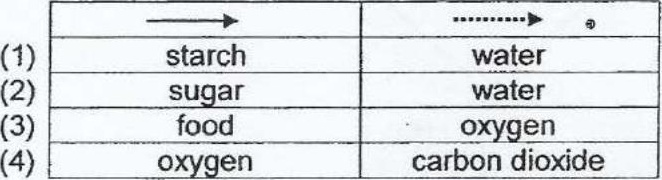 (1) starch water
(2) sugar water
(3) food oxygen
(4) oxygen carbon dioxide